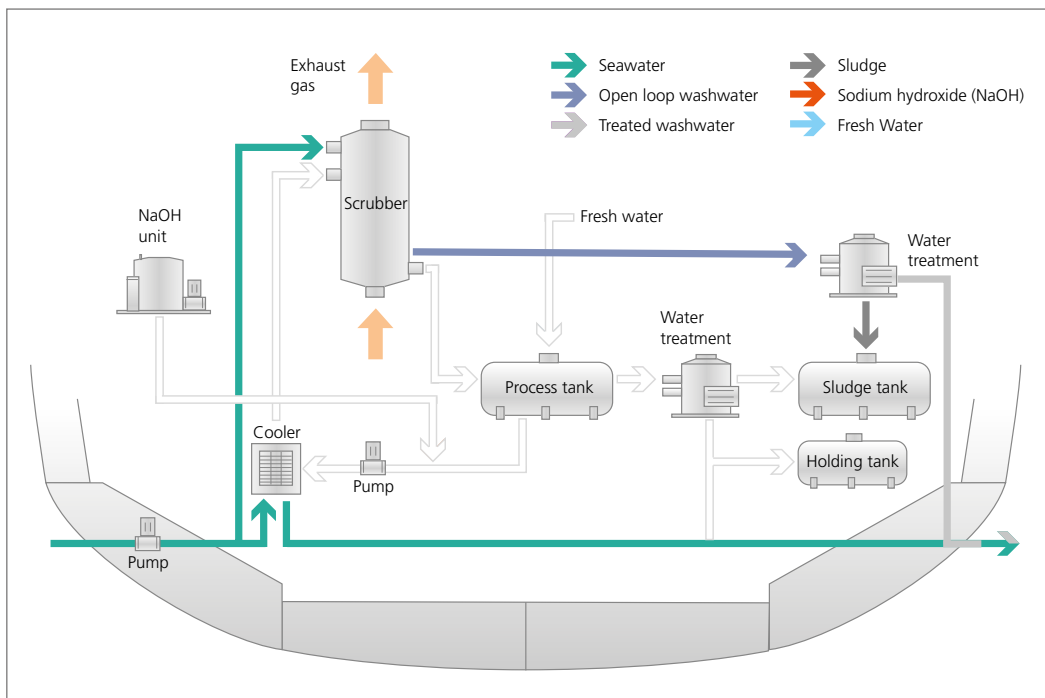 Exhaust
gas
Seawater
Open loop washwater
Treated washwater
Sludge
Sodium hydroxide (NaOH)
Fresh Water
Scrubber
NaOH
unit
Fresh water
Water
treatment
Water
treatment
Process tank
Sludge tank
Cooler
Holding tank
Pump
Pump